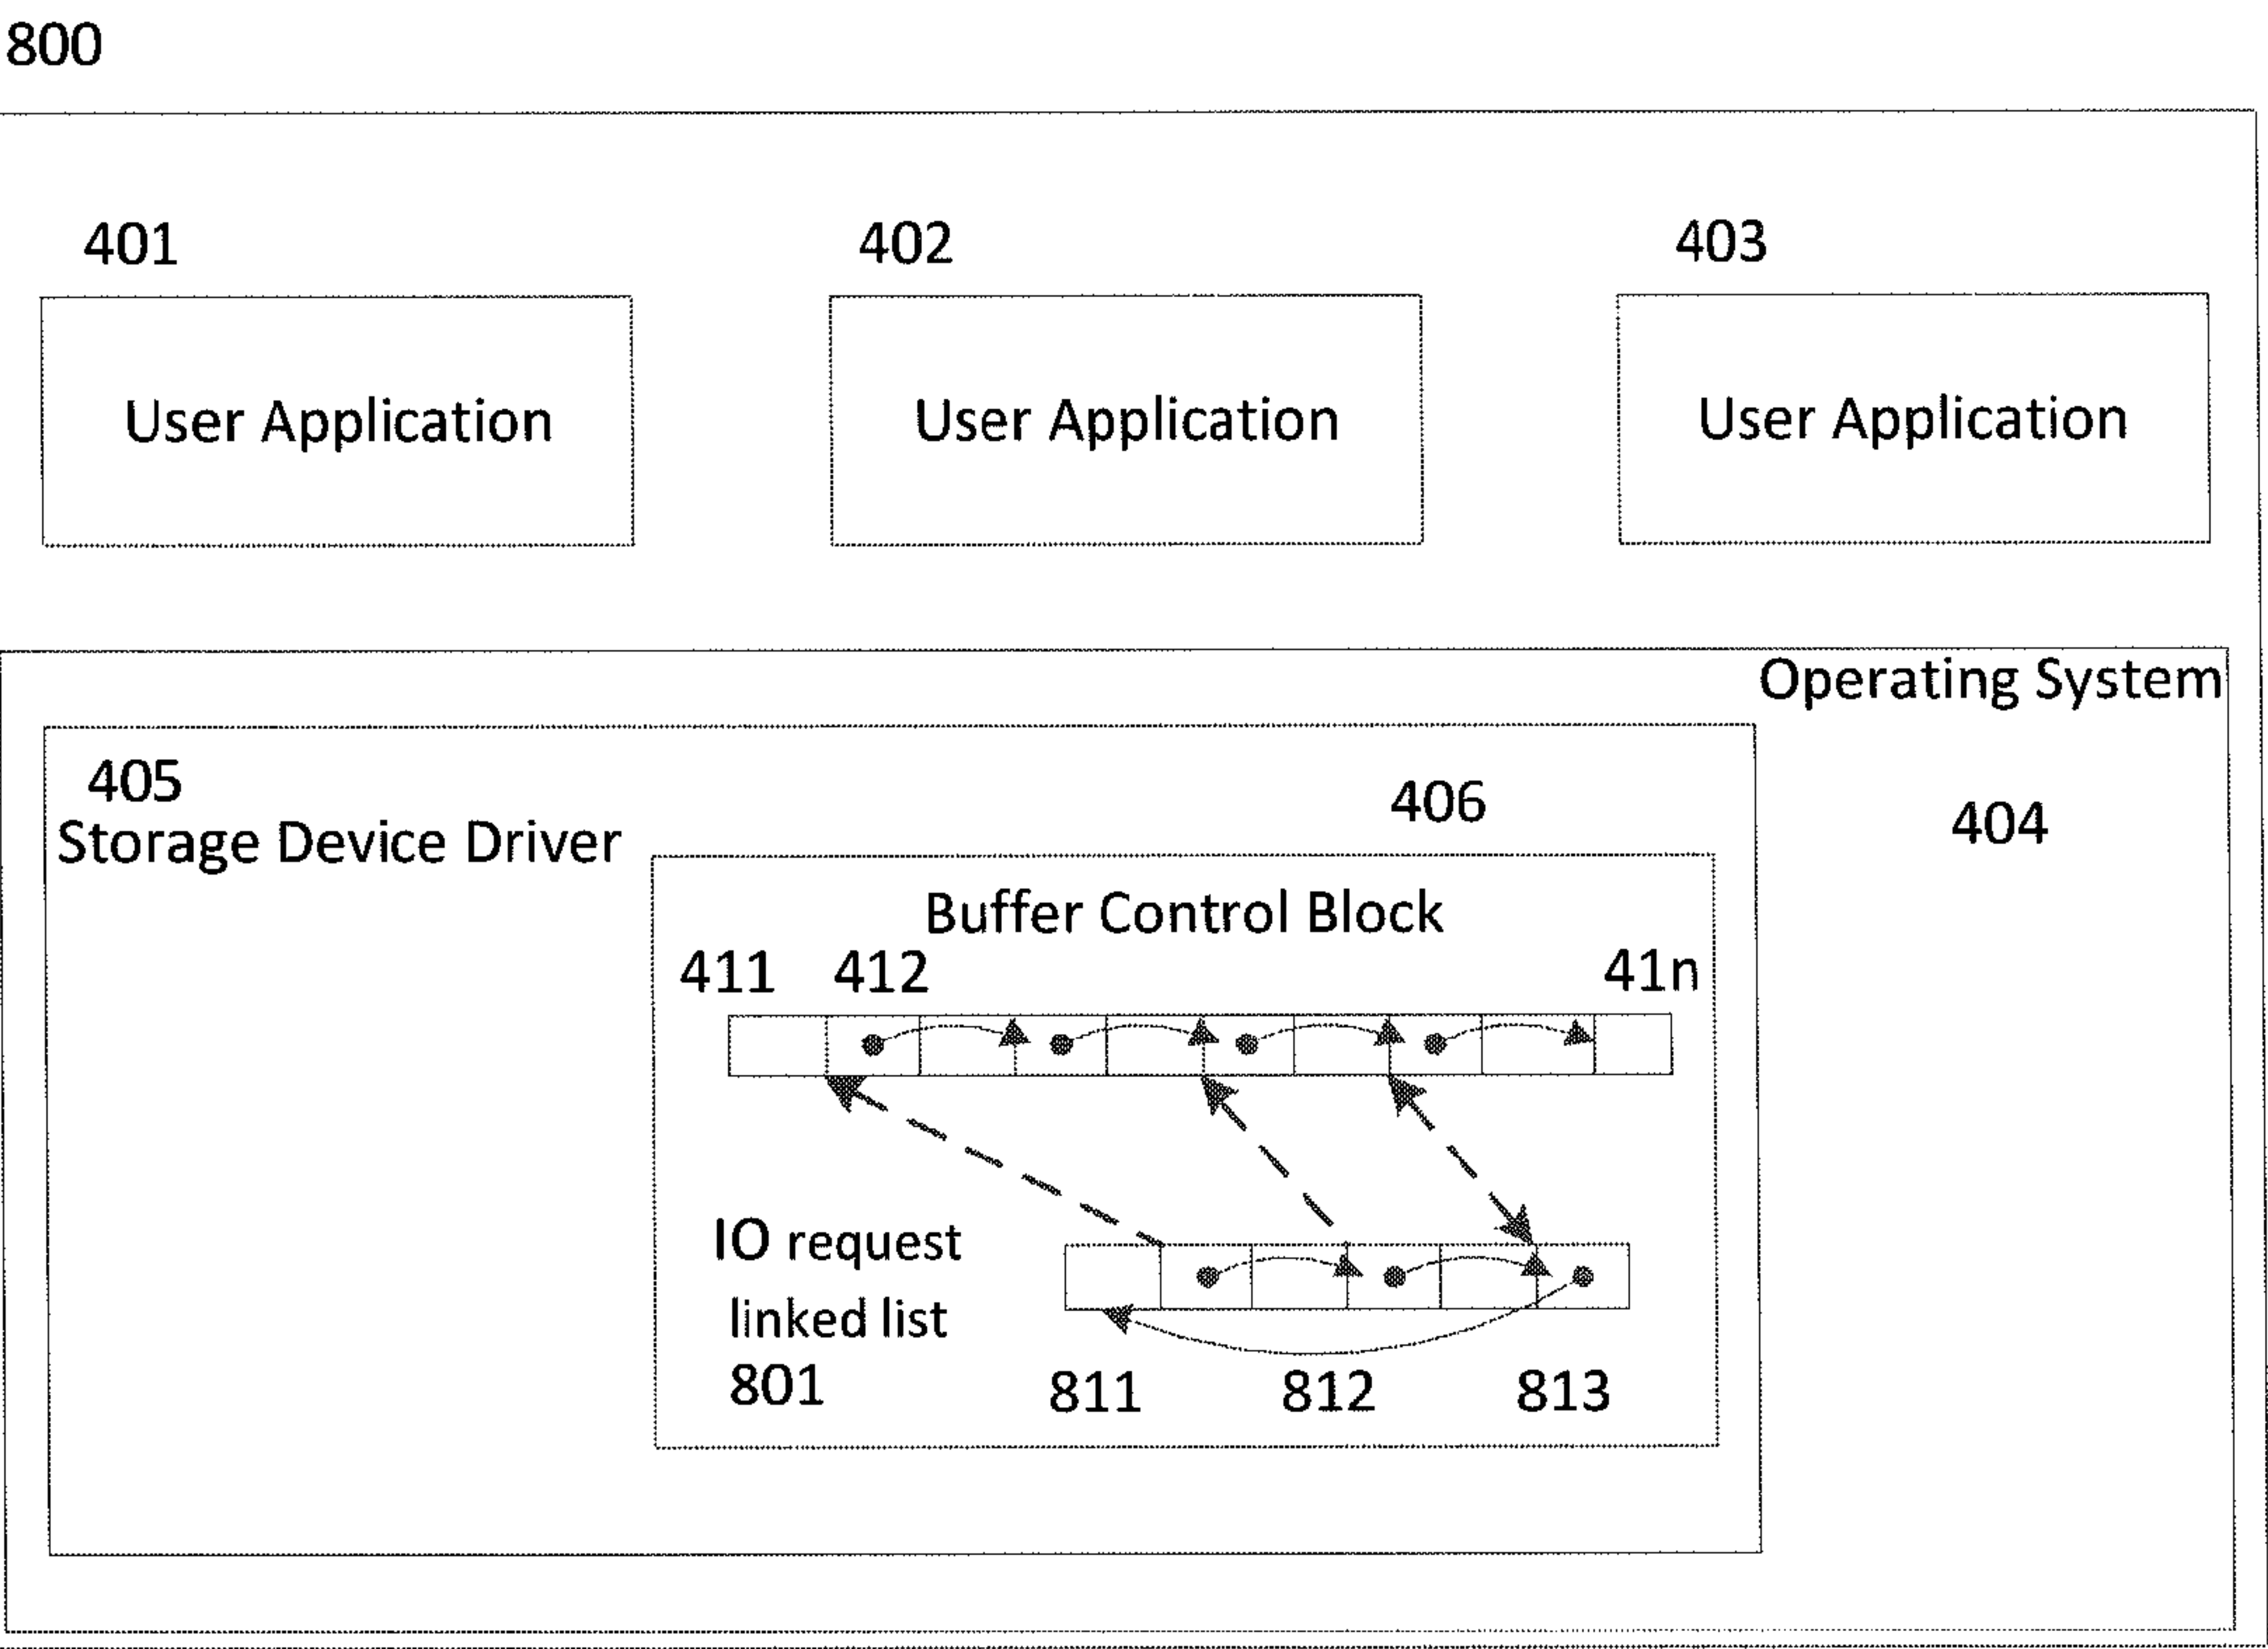 800
401 402 403
User Application User Application User Application
Operating System
405
406
404
Storage Device Driver
Buffer Control Block
411 412 41n
IO request
linked list
801 811 812 813